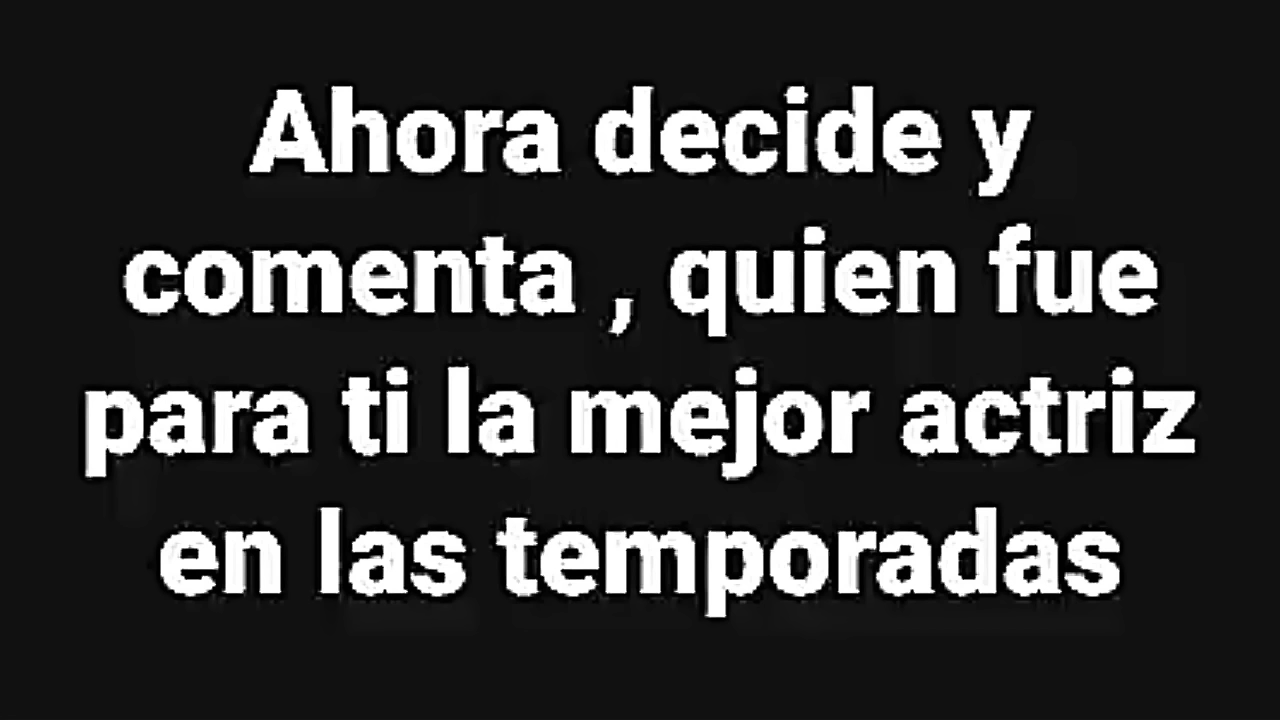 Ahora decide y
comenta , quien fue
para ti la mejor actriz
en las temporadas